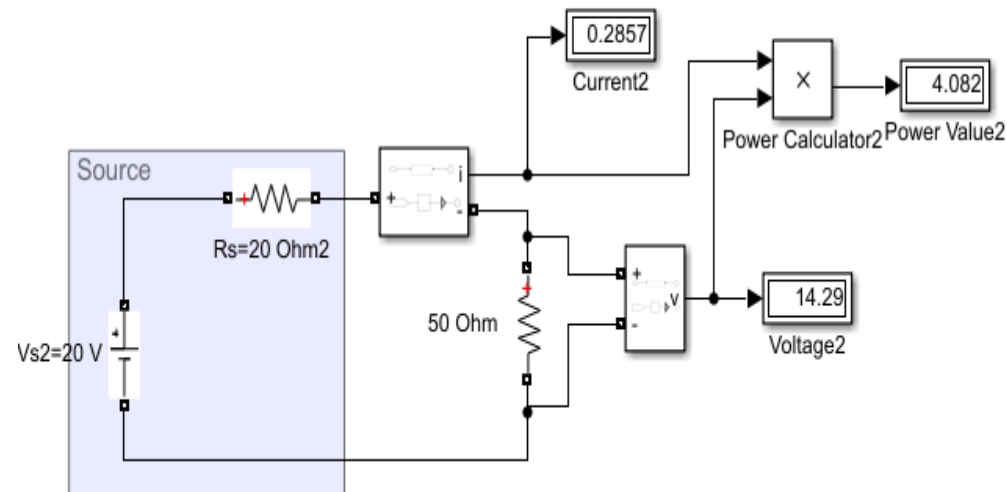 0.2857
Current2
×
4.082
Power Calculator2
Power Value2
Source
i
+
-
Rs=20 Ohm2
+
v
-
50 Ohm
14.29
Voltage2
Vs2=20 V